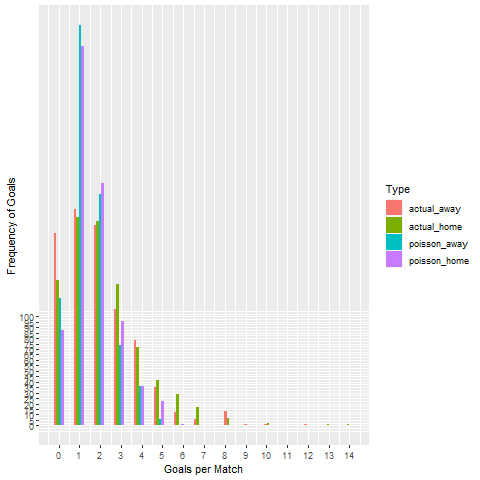 Frequency of Goals
100
95
90
85
80
75
70
65
60
55
50
45
40
35
30
25
20
15
10
5
0
0 1 2 3 4 5 6 7 8 9 10 11 12 13 14
Goals per Match
Type
actual_away
actual_home
poisson_away
poisson_home